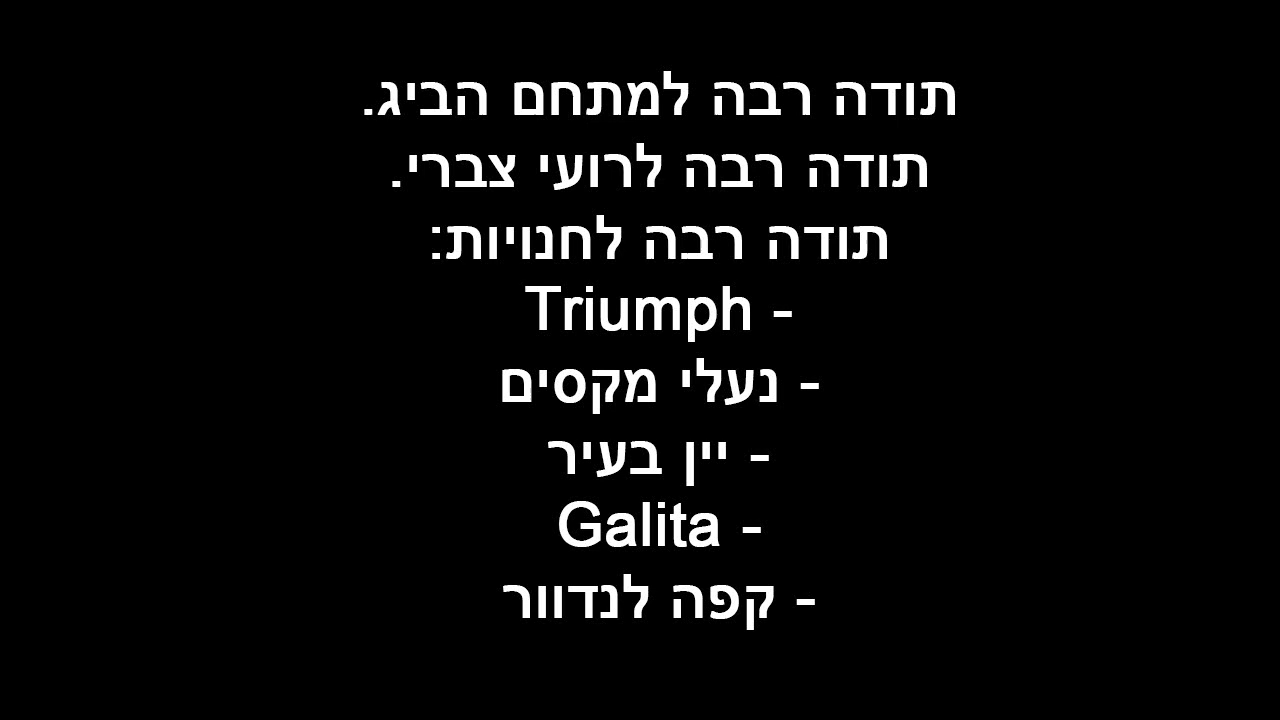 תודה רבה למתחם הביג.
תודה רבה לרועי צברי.
תודה רבה לחנויות:
- Triumph
- נעלי מקסים
- יין בעיר
- Galita
- קפה לנדוור